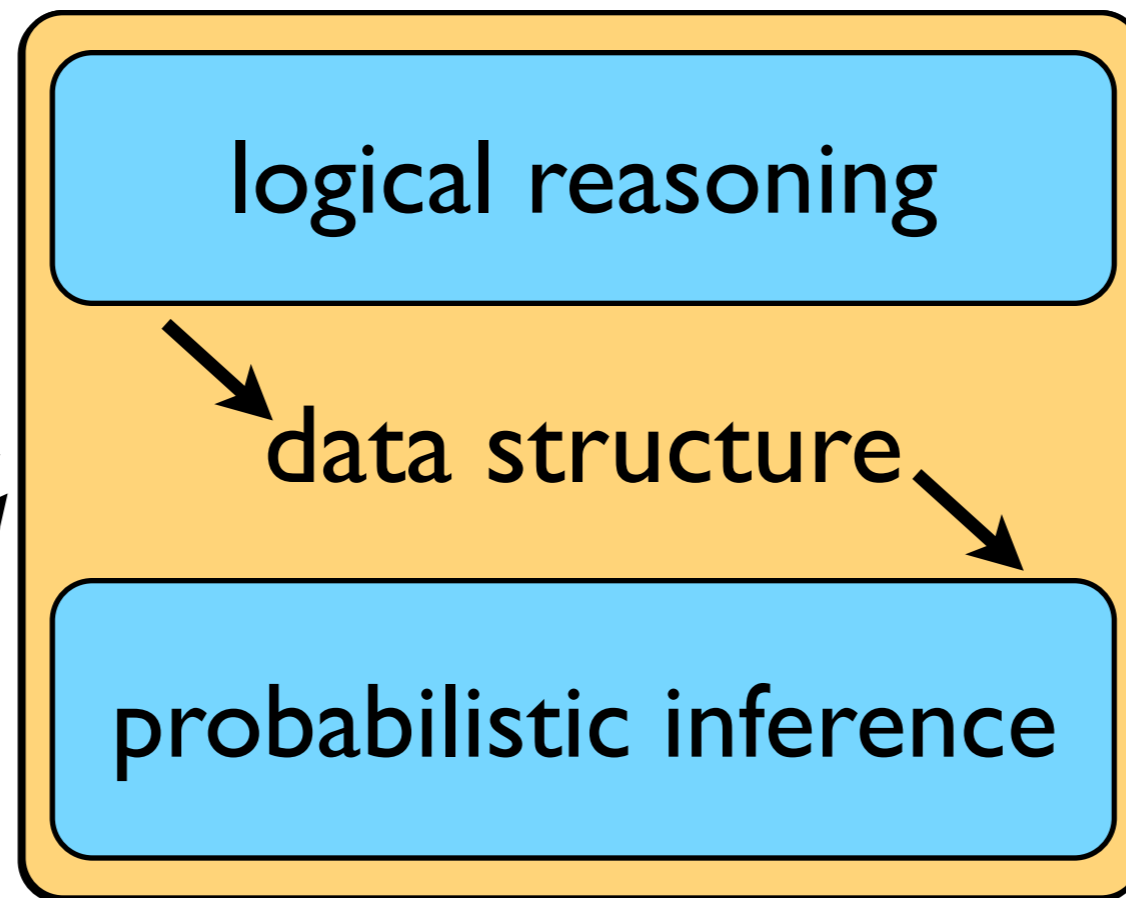 logical reasoning
data structure
probabilistic inference